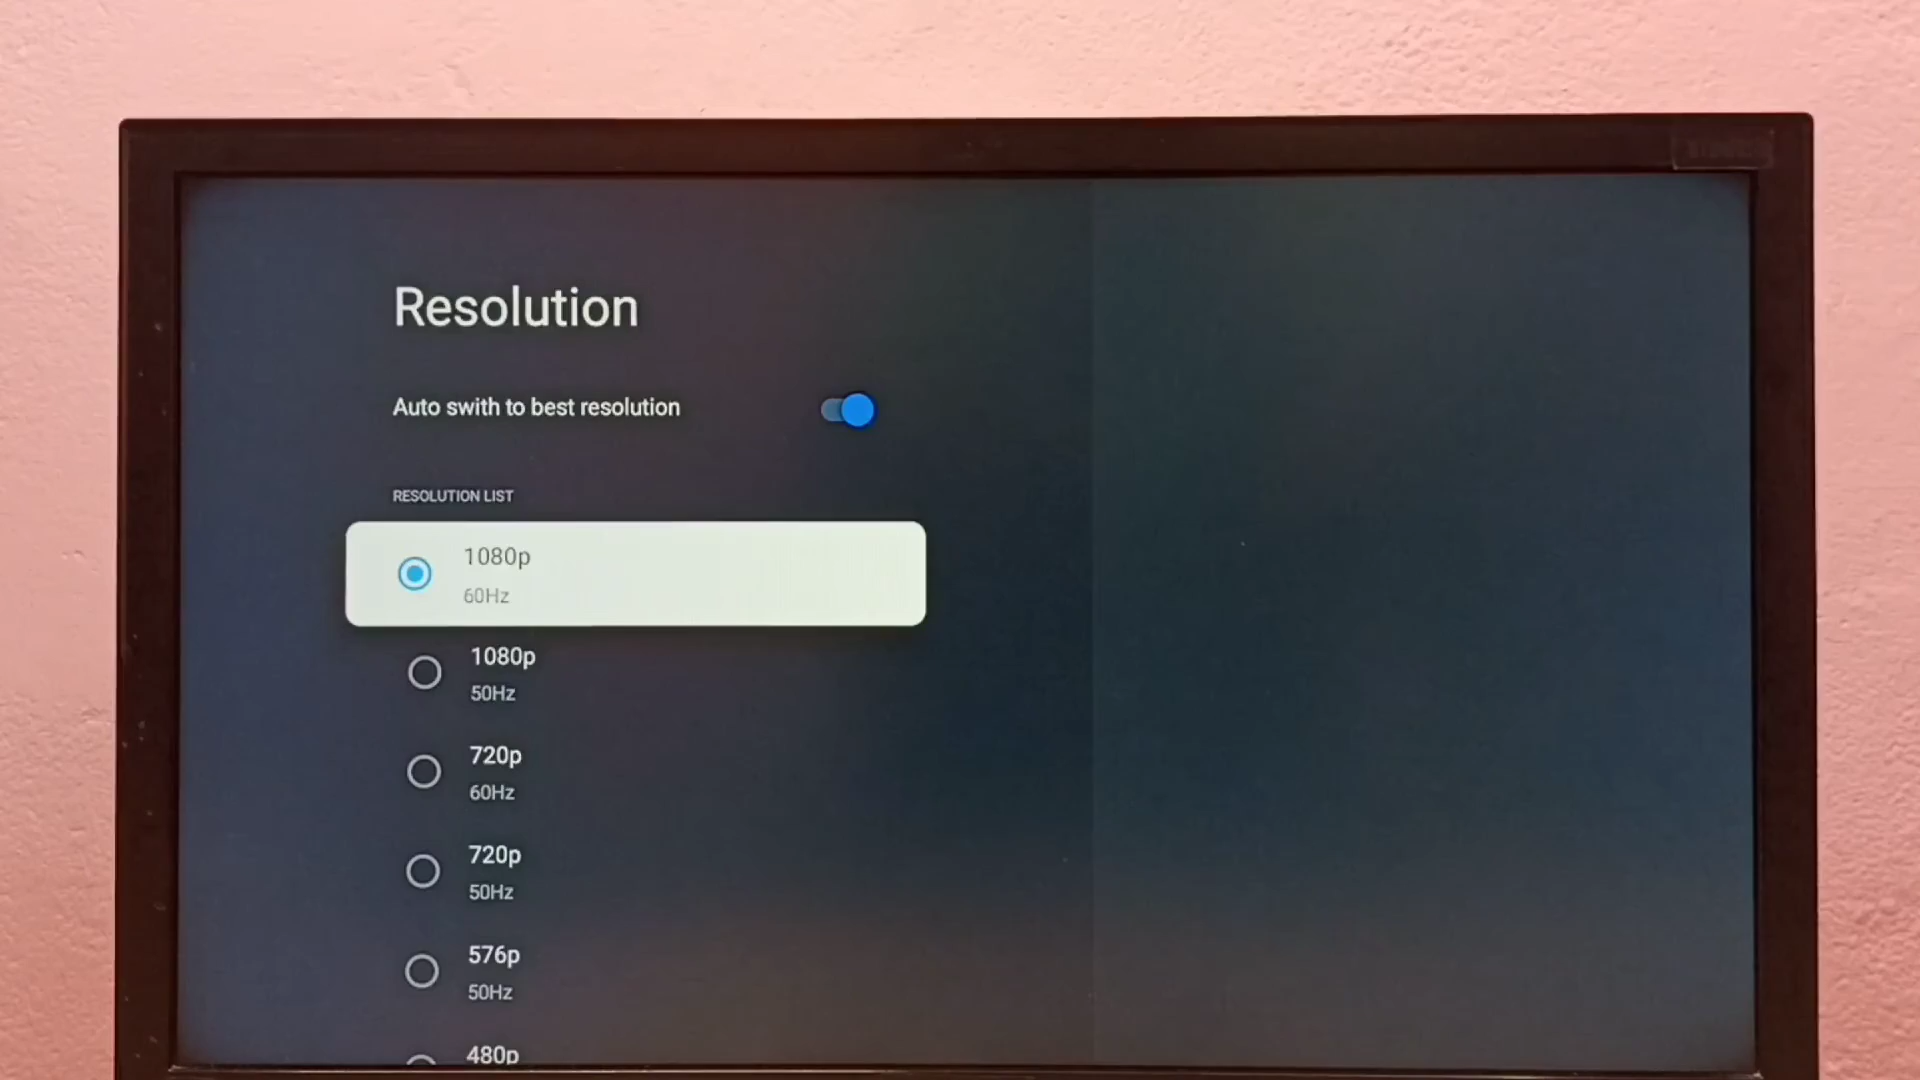 Resolution
Auto swith to best resolution
RESOLUTION LIST
1080p
60Hz
1080p
50Hz
720p
60Hz
720p
50Hz
576p
50Hz
480p